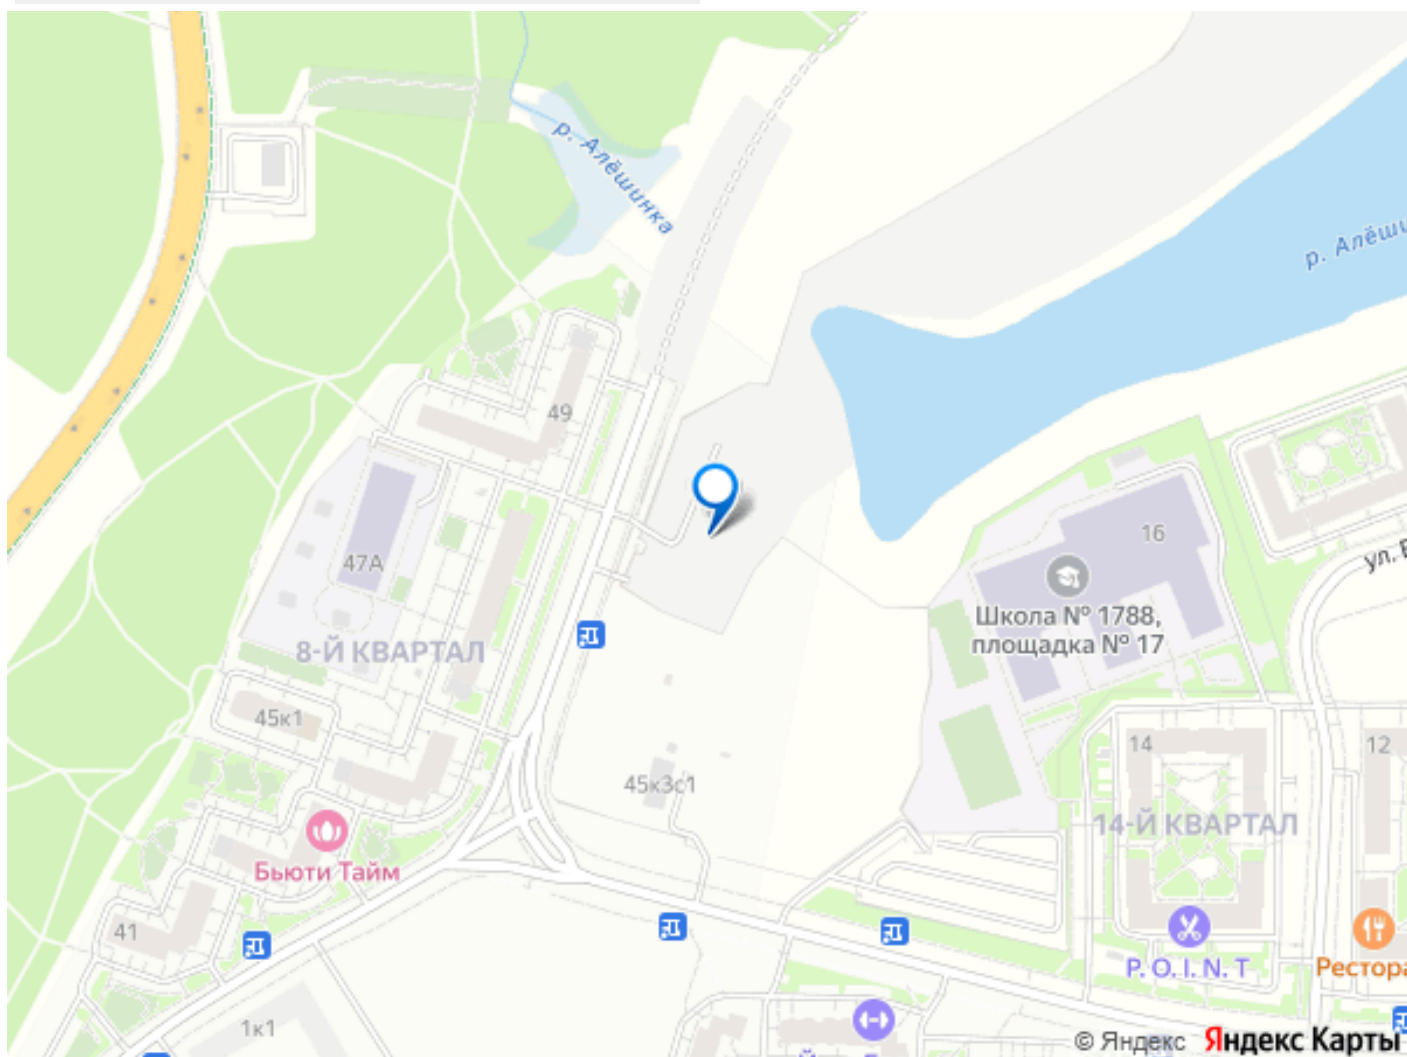 р. Алёшинка
р. Алёши
49
47А
16
ул. Е
Школа № 1788,
площадка № 17
8-Й КВАРТАЛ
45к1
14
12
45к3с1
14-Й КВАРТАЛ
Бьюти Тайм
41
P. O. I. N. T
Рестора
1к1
© Яндекс Яндекс Карты